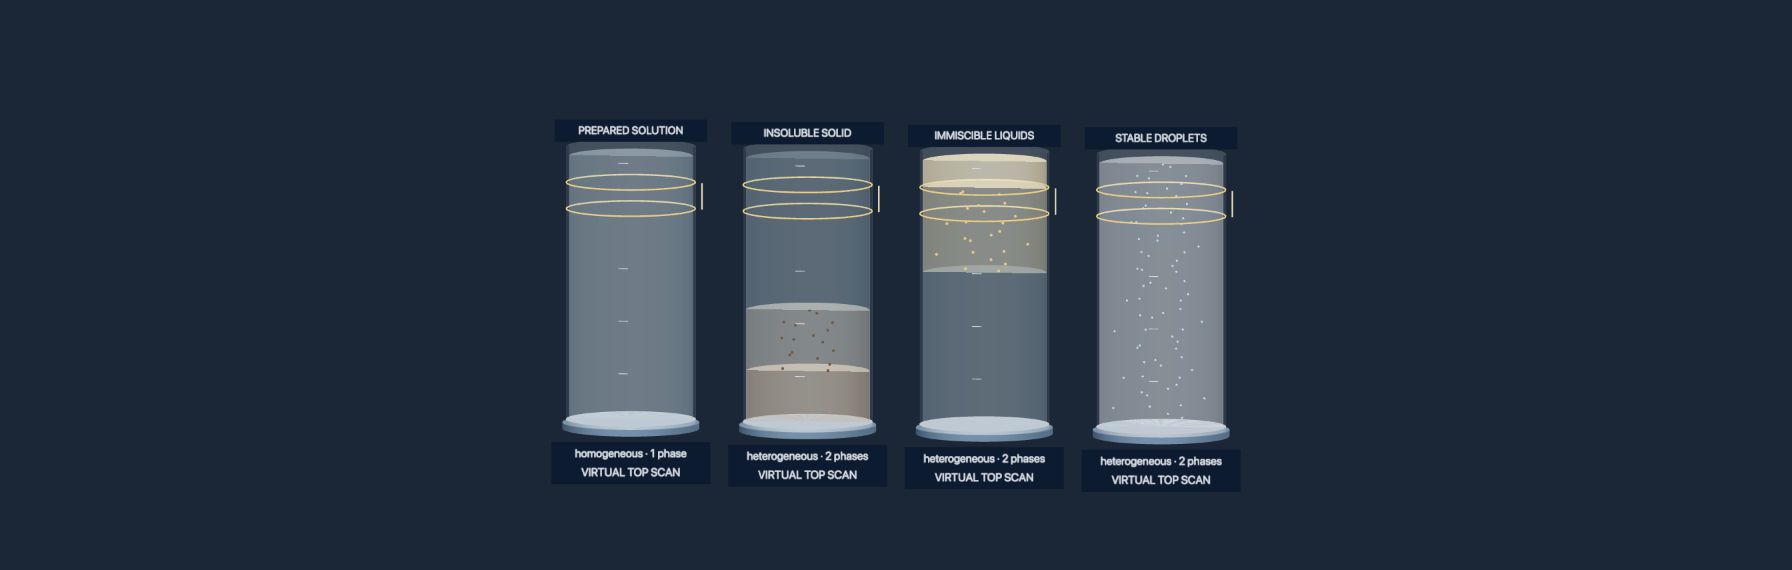 PREPARED SOLUTION
INSOLUBLE SOLID
IMMISCIBLE LIQUIDS
STABLE DROPLETS
homogeneous · 1 phase
VIRTUAL TOP SCAN
heterogeneous · 2 phases
VIRTUAL TOP SCAN
heterogeneous · 2 phases
VIRTUAL TOP SCAN
heterogeneous · 2 phases
VIRTUAL TOP SCAN